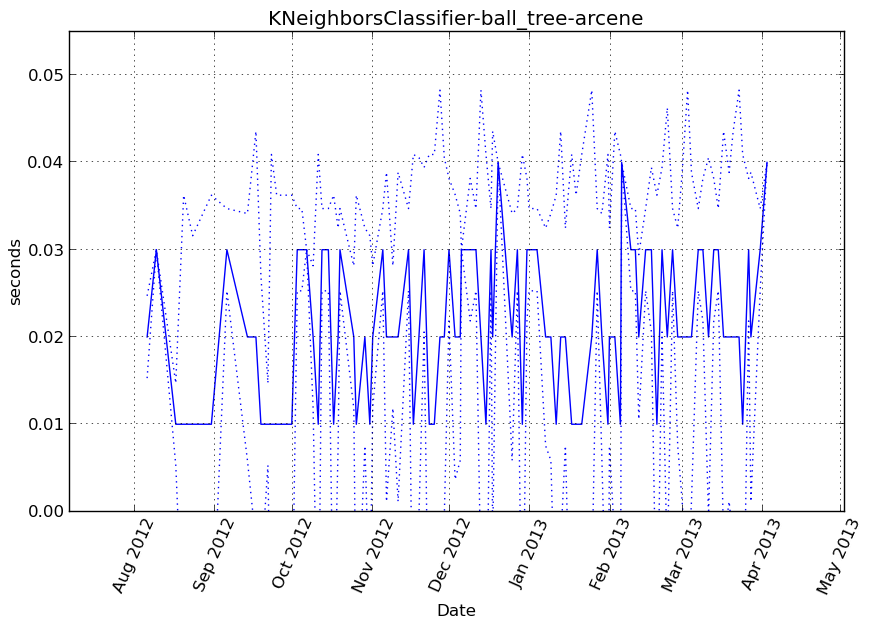 KNeighborsClassifier-ball_tree-arcene
0.05
0.04
0.03
0.02
0.01
0.00
seconds
Aug 2012
Sep 2012
Oct 2012
Nov 2012
Dec 2012
Jan 2013
Feb 2013
Mar 2013
Apr 2013
May 2013
Date